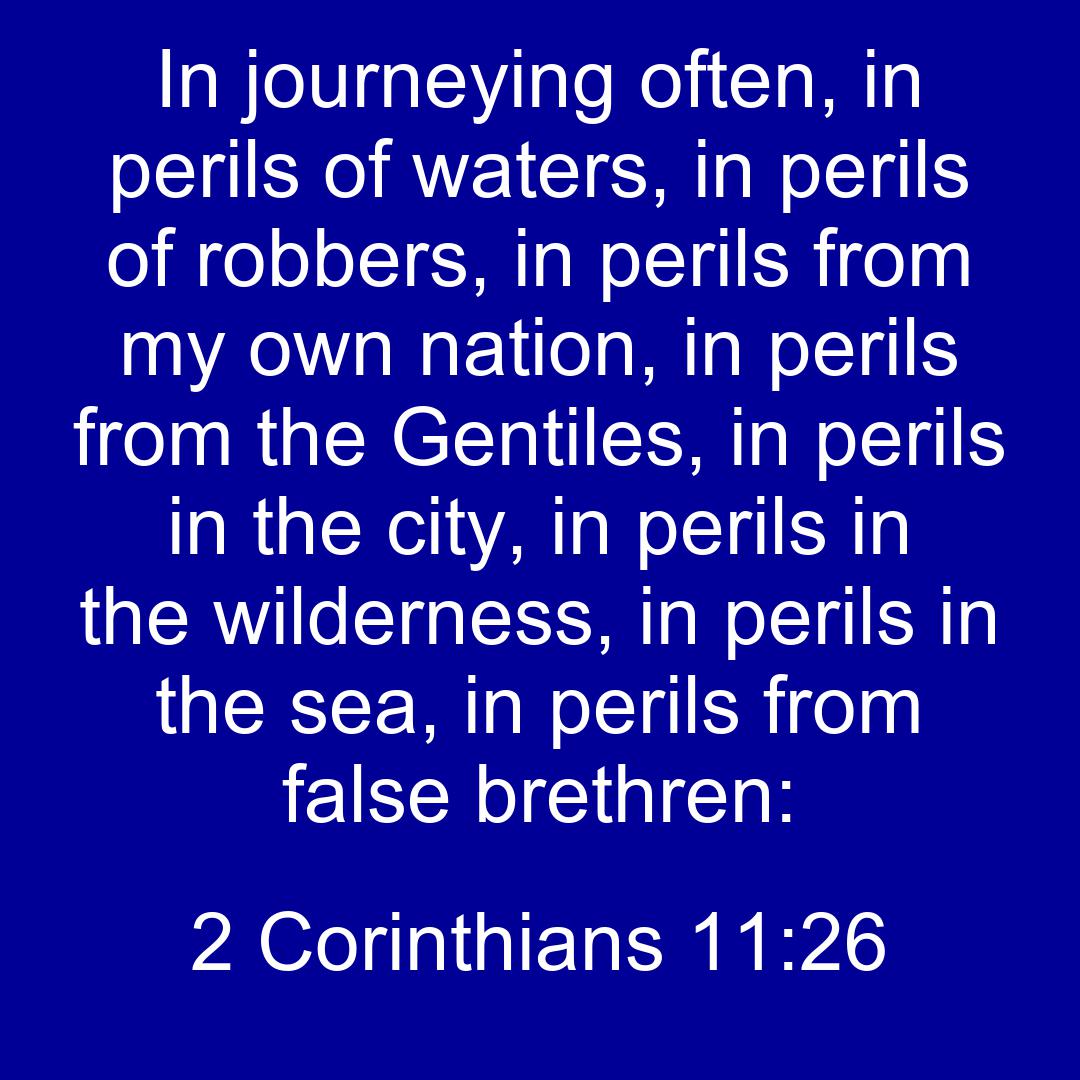 In journeying often, in
perils of waters, in perils
of robbers, in perils from
my own nation, in perils
from the Gentiles, in perils
in the city, in perils in
the wilderness, in perils in
the sea, in perils from
false brethren:
2 Corinthians 11:26